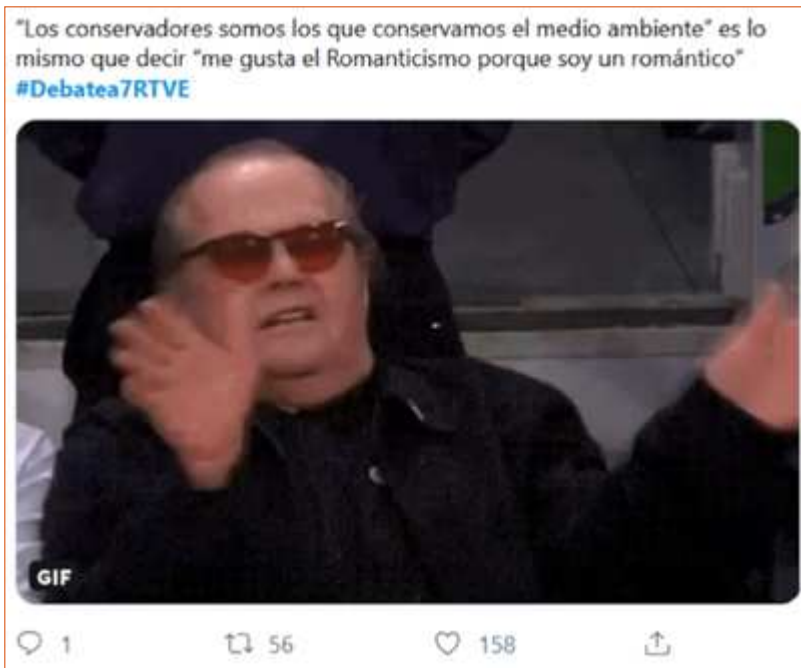 “Los conservadores somos los que conservamos el medio ambiente” es lo
mismo que decir “me gusta el Romanticismo porque soy un romántico”
#Debatea7RTVE
GIF
1 56 158